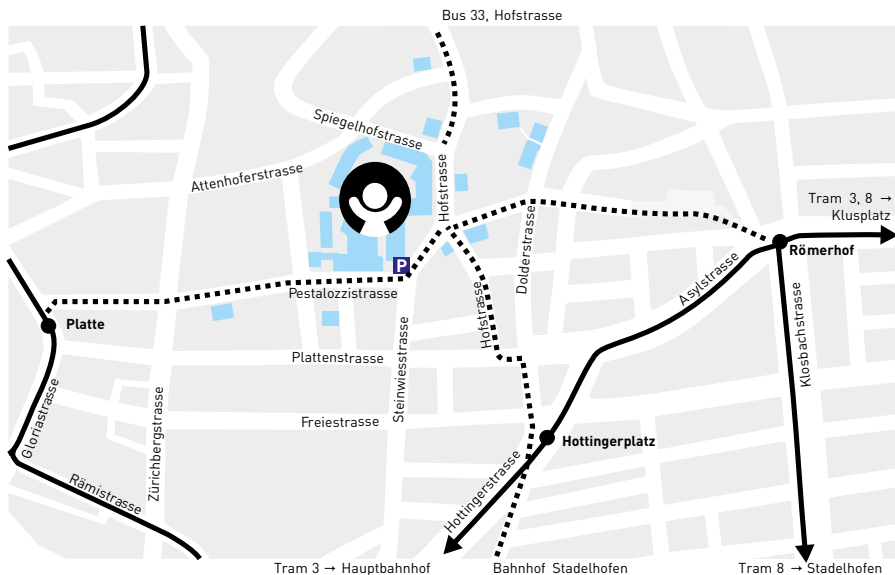 Bus 33, Hofstrasse
Spiegelhofstrasse
Attenhoferstrasse
Hofstrasse
Tram 3, 8 →
Klusplatz
Dolderstrasse
Römerhof
P
Asylstrasse
Pestalozzistrasse
Hofstrasse
Platte
Klosbachstrasse
Plattenstrasse
Steinwiesstrasse
Gloriastrasse
Zürichbergstrasse
Freiestrasse
Hottingerplatz
Rämistrasse
Hottingerstrasse
Tram 3 → Hauptbahnhof
Bahnhof Stadelhofen
Tram 8 → Stadelhofen